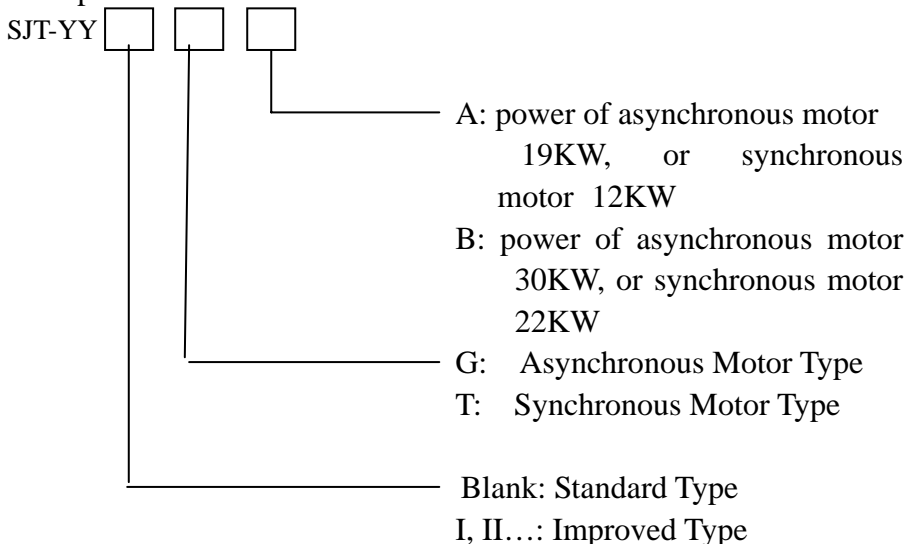 SJT-YY
A: power of asynchronous motor
19KW, or synchronous
motor 12KW
B: power of asynchronous motor
30KW, or synchronous motor
22KW
G: Asynchronous Motor Type
T: Synchronous Motor Type
Blank: Standard Type
I, II…: Improved Type